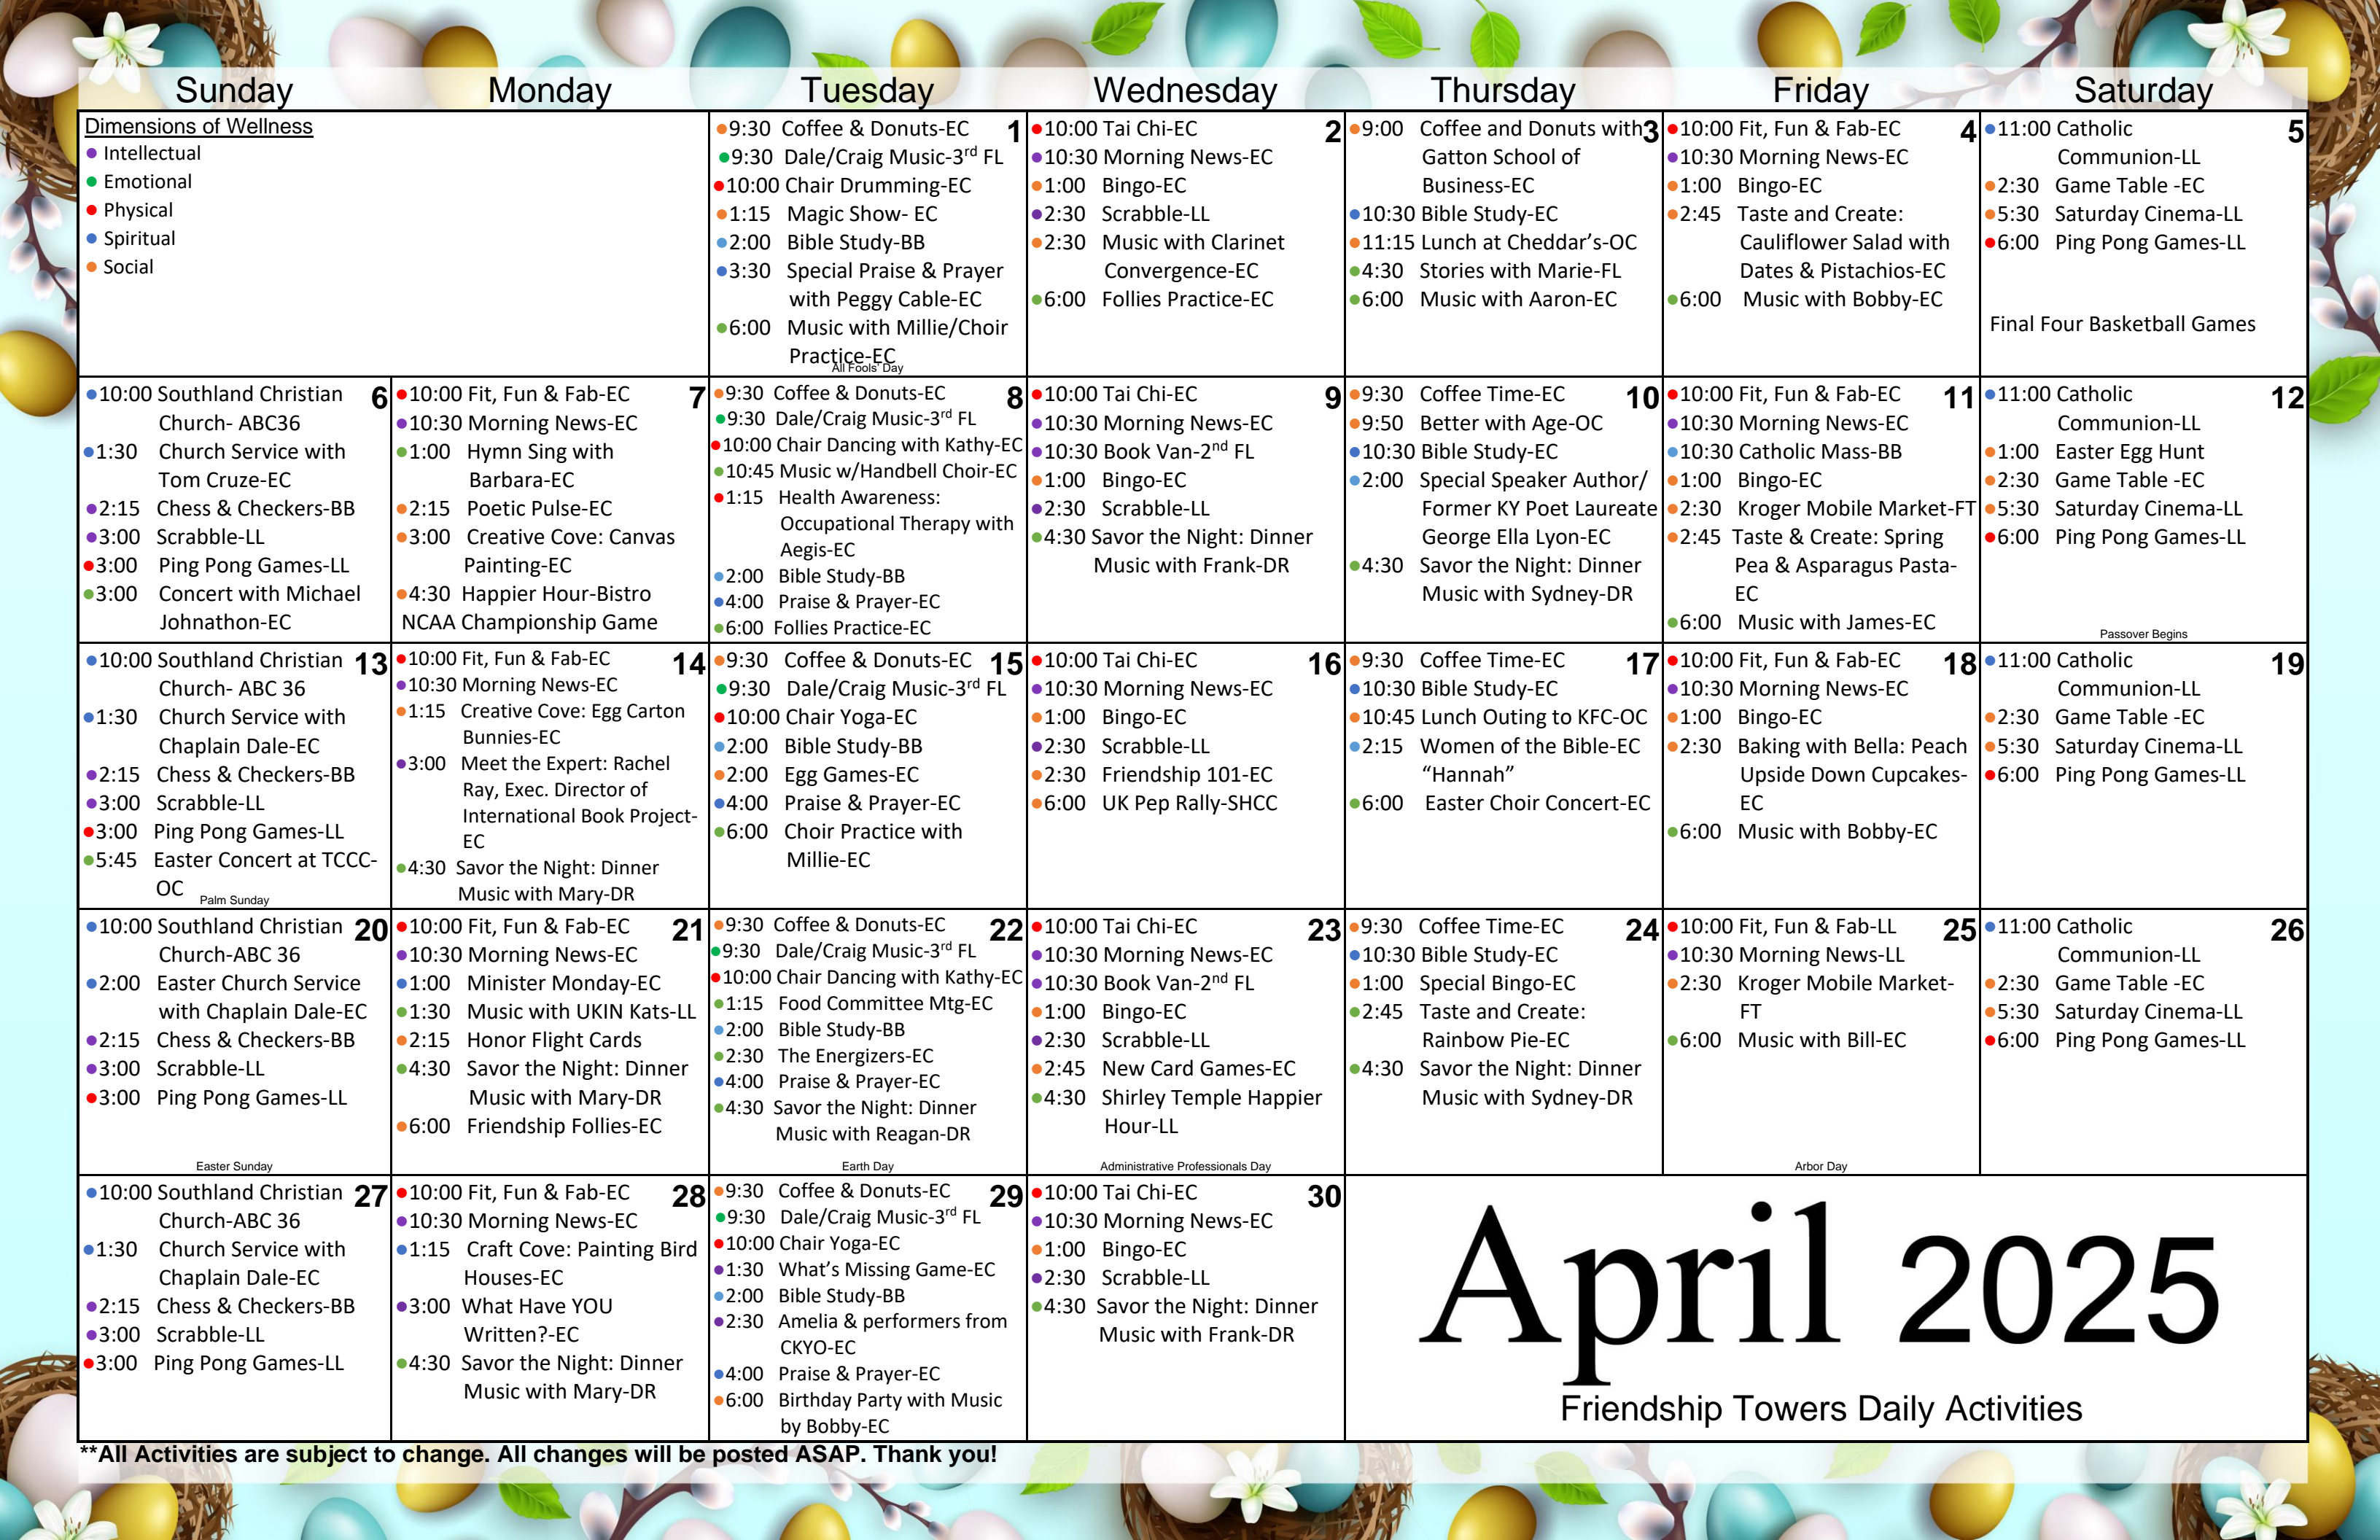 Sunday Monday Tuesday Wednesday Thursday Friday Saturday
Dimensions of Wellness
● Intellectual
● Emotional
● Physical
● Spiritual
● Social
1
●9:30 Coffee & Donuts-EC
●9:30 Dale/Craig Music-3rd FL
●10:00 Chair Drumming-EC
●1:15 Magic Show- EC
●2:00 Bible Study-BB
●3:30 Special Praise & Prayer
with Peggy Cable-EC
●6:00 Music with Millie/Choir
Practice-EC
All Fools' Day
2
●10:00 Tai Chi-EC
●10:30 Morning News-EC
●1:00 Bingo-EC
●2:30 Scrabble-LL
●2:30 Music with Clarinet
Convergence-EC
●6:00 Follies Practice-EC
3
●9:00 Coffee and Donuts with
Gatton School of
Business-EC
●10:30 Bible Study-EC
●11:15 Lunch at Cheddar’s-OC
●4:30 Stories with Marie-FL
●6:00 Music with Aaron-EC
4
●10:00 Fit, Fun & Fab-EC
●10:30 Morning News-EC
●1:00 Bingo-EC
●2:45 Taste and Create:
Cauliflower Salad with
Dates & Pistachios-EC
●6:00 Music with Bobby-EC
5
●11:00 Catholic
Communion-LL
●2:30 Game Table -EC
●5:30 Saturday Cinema-LL
●6:00 Ping Pong Games-LL
Final Four Basketball Games
6
●10:00 Southland Christian
Church- ABC36
●1:30 Church Service with
Tom Cruze-EC
●2:15 Chess & Checkers-BB
●3:00 Scrabble-LL
●3:00 Ping Pong Games-LL
●3:00 Concert with Michael
Johnathon-EC
7
●10:00 Fit, Fun & Fab-EC
●10:30 Morning News-EC
●1:00 Hymn Sing with
Barbara-EC
●2:15 Poetic Pulse-EC
●3:00 Creative Cove: Canvas
Painting-EC
●4:30 Happier Hour-Bistro
NCAA Championship Game
8
●9:30 Coffee & Donuts-EC
●9:30 Dale/Craig Music-3rd FL
●10:00 Chair Dancing with Kathy-EC
●10:45 Music w/Handbell Choir-EC
●1:15 Health Awareness:
Occupational Therapy with
Aegis-EC
●2:00 Bible Study-BB
●4:00 Praise & Prayer-EC
●6:00 Follies Practice-EC
9
●10:00 Tai Chi-EC
●10:30 Morning News-EC
●10:30 Book Van-2nd FL
●1:00 Bingo-EC
●2:30 Scrabble-LL
●4:30 Savor the Night: Dinner
Music with Frank-DR
10
●9:30 Coffee Time-EC
●9:50 Better with Age-OC
●10:30 Bible Study-EC
●2:00 Special Speaker Author/
Former KY Poet Laureate
George Ella Lyon-EC
●4:30 Savor the Night: Dinner
Music with Sydney-DR
11
●10:00 Fit, Fun & Fab-EC
●10:30 Morning News-EC
●10:30 Catholic Mass-BB
●1:00 Bingo-EC
●2:30 Kroger Mobile Market-FT
●2:45 Taste & Create: Spring
Pea & Asparagus Pasta-
EC
●6:00 Music with James-EC
12
●11:00 Catholic
Communion-LL
●1:00 Easter Egg Hunt
●2:30 Game Table -EC
●5:30 Saturday Cinema-LL
●6:00 Ping Pong Games-LL
Passover Begins
13
●10:00 Southland Christian
Church- ABC 36
●1:30 Church Service with
Chaplain Dale-EC
●2:15 Chess & Checkers-BB
●3:00 Scrabble-LL
●3:00 Ping Pong Games-LL
●5:45 Easter Concert at TCCC-
OC
Palm Sunday
14
●10:00 Fit, Fun & Fab-EC
●10:30 Morning News-EC
●1:15 Creative Cove: Egg Carton
Bunnies-EC
●3:00 Meet the Expert: Rachel
Ray, Exec. Director of
International Book Project-
EC
●4:30 Savor the Night: Dinner
Music with Mary-DR
15
●9:30 Coffee & Donuts-EC
●9:30 Dale/Craig Music-3rd FL
●10:00 Chair Yoga-EC
●2:00 Bible Study-BB
●2:00 Egg Games-EC
●4:00 Praise & Prayer-EC
●6:00 Choir Practice with
Millie-EC
16
●10:00 Tai Chi-EC
●10:30 Morning News-EC
●1:00 Bingo-EC
●2:30 Scrabble-LL
●2:30 Friendship 101-EC
●6:00 UK Pep Rally-SHCC
17
●9:30 Coffee Time-EC
●10:30 Bible Study-EC
●10:45 Lunch Outing to KFC-OC
●2:15 Women of the Bible-EC
“Hannah”
●6:00 Easter Choir Concert-EC
18
●10:00 Fit, Fun & Fab-EC
●10:30 Morning News-EC
●1:00 Bingo-EC
●2:30 Baking with Bella: Peach
Upside Down Cupcakes-
EC
●6:00 Music with Bobby-EC
19
●11:00 Catholic
Communion-LL
●2:30 Game Table -EC
●5:30 Saturday Cinema-LL
●6:00 Ping Pong Games-LL
20
●10:00 Southland Christian
Church-ABC 36
●2:00 Easter Church Service
with Chaplain Dale-EC
●2:15 Chess & Checkers-BB
●3:00 Scrabble-LL
●3:00 Ping Pong Games-LL
Easter Sunday
21
●10:00 Fit, Fun & Fab-EC
●10:30 Morning News-EC
●1:00 Minister Monday-EC
●1:30 Music with UKIN Kats-LL
●2:15 Honor Flight Cards
●4:30 Savor the Night: Dinner
Music with Mary-DR
●6:00 Friendship Follies-EC
22
●9:30 Coffee & Donuts-EC
●9:30 Dale/Craig Music-3rd FL
●10:00 Chair Dancing with Kathy-EC
●1:15 Food Committee Mtg-EC
●2:00 Bible Study-BB
●2:30 The Energizers-EC
●4:00 Praise & Prayer-EC
●4:30 Savor the Night: Dinner
Music with Reagan-DR
Earth Day
23
●10:00 Tai Chi-EC
●10:30 Morning News-EC
●10:30 Book Van-2nd FL
●1:00 Bingo-EC
●2:30 Scrabble-LL
●2:45 New Card Games-EC
●4:30 Shirley Temple Happier
Hour-LL
Administrative Professionals Day
24
●9:30 Coffee Time-EC
●10:30 Bible Study-EC
●1:00 Special Bingo-EC
●2:45 Taste and Create:
Rainbow Pie-EC
●4:30 Savor the Night: Dinner
Music with Sydney-DR
25
●10:00 Fit, Fun & Fab-LL
●10:30 Morning News-LL
●2:30 Kroger Mobile Market-
FT
●6:00 Music with Bill-EC
Arbor Day
26
●11:00 Catholic
Communion-LL
●2:30 Game Table -EC
●5:30 Saturday Cinema-LL
●6:00 Ping Pong Games-LL
27
●10:00 Southland Christian
Church-ABC 36
●1:30 Church Service with
Chaplain Dale-EC
●2:15 Chess & Checkers-BB
●3:00 Scrabble-LL
●3:00 Ping Pong Games-LL
28
●10:00 Fit, Fun & Fab-EC
●10:30 Morning News-EC
●1:15 Craft Cove: Painting Bird
Houses-EC
●3:00 What Have YOU
Written?-EC
●4:30 Savor the Night: Dinner
Music with Mary-DR
29
●9:30 Coffee & Donuts-EC
●9:30 Dale/Craig Music-3rd FL
●10:00 Chair Yoga-EC
●1:30 What’s Missing Game-EC
●2:00 Bible Study-BB
●2:30 Amelia & performers from
CKYO-EC
●4:00 Praise & Prayer-EC
●6:00 Birthday Party with Music
by Bobby-EC
30
●10:00 Tai Chi-EC
●10:30 Morning News-EC
●1:00 Bingo-EC
●2:30 Scrabble-LL
●4:30 Savor the Night: Dinner
Music with Frank-DR
April 2025
Friendship Towers Daily Activities
**All Activities are subject to change. All changes will be posted ASAP. Thank you!